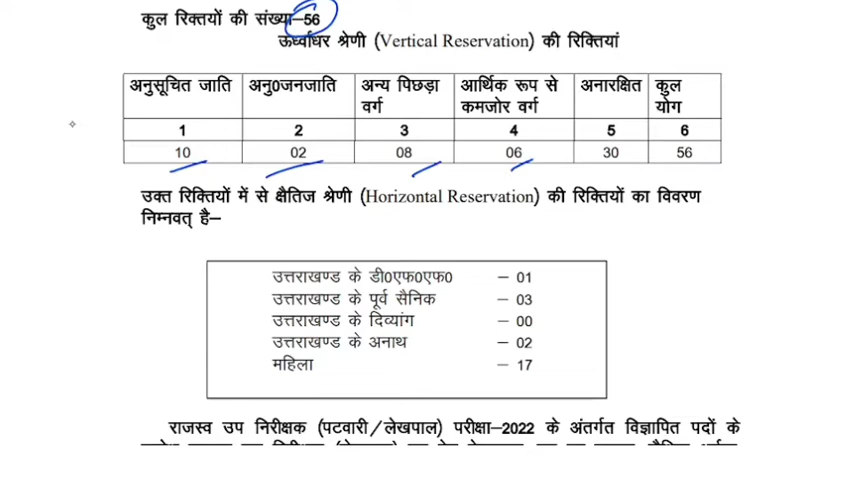 कुल रिक्तियों की संख्या–56
ऊर्ध्वाधर श्रेणी (Vertical Reservation) की रिक्तियां
अनुसूचित जाति अनु0जनजाति अन्य पिछड़ा वर्ग आर्थिक रूप से कमजोर वर्ग अनारक्षित कुल योग
1 2 3 4 5 6
10 02 08 06 30 56
उक्त रिक्तियों में से क्षैतिज श्रेणी (Horizontal Reservation) की रिक्तियों का विवरण
निम्नवत् है–
उत्तराखण्ड के डी0एफ0एफ0 – 01
उत्तराखण्ड के पूर्व सैनिक – 03
उत्तराखण्ड के दिव्यांग – 00
उत्तराखण्ड के अनाथ – 02
महिला – 17
राजस्व उप निरीक्षक (पटवारी/लेखपाल) परीक्षा–2022 के अंतर्गत विज्ञापित पदों के